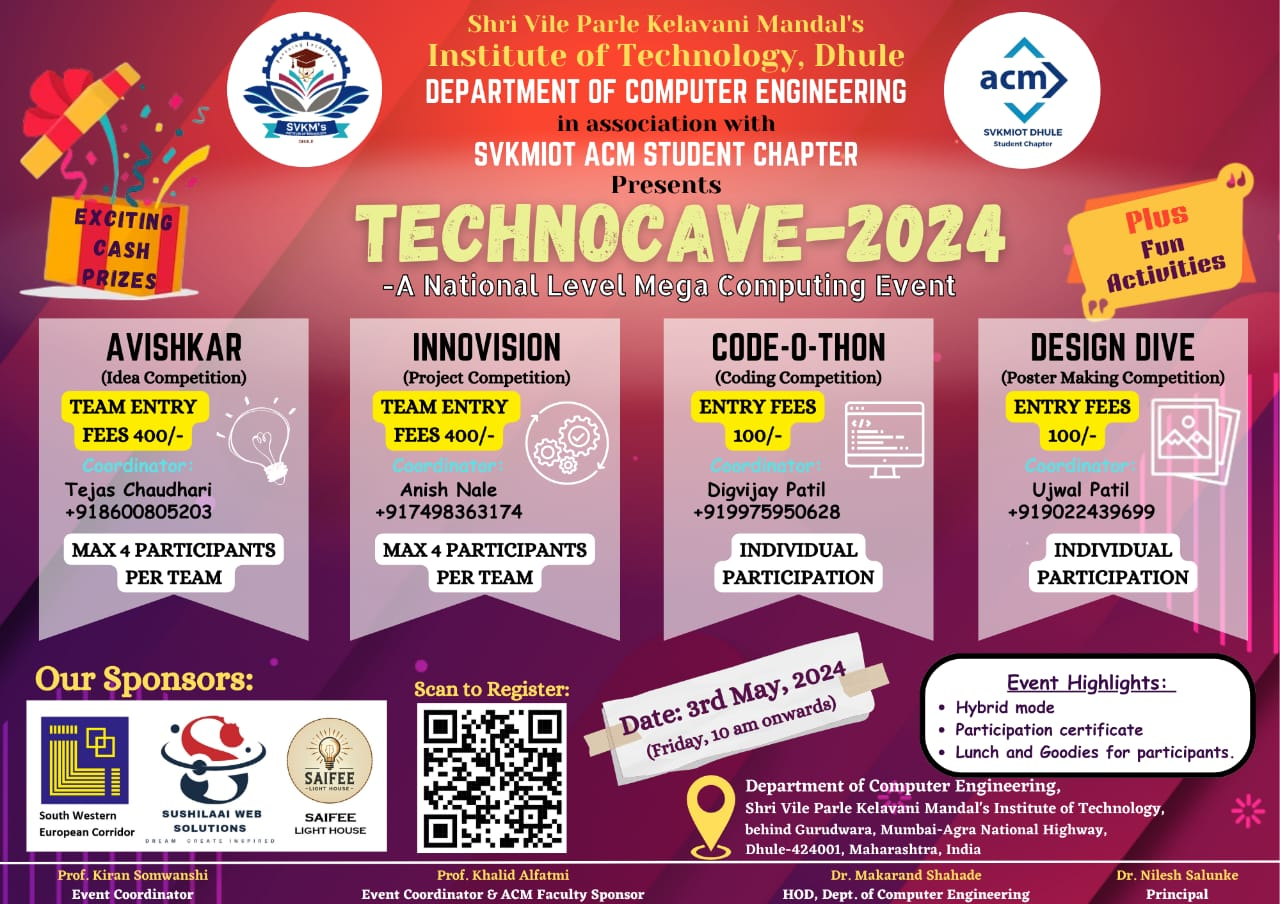 Shri Vile Parle Kelavani Mandal's
Institute of Technology, Dhule
DEPARTMENT OF COMPUTER ENGINEERING
in association with
SVKMIOT ACM STUDENT CHAPTER
Presents
TECHNOCAVE-2024
-A National Level Mega Computing Event
SVKM's
DHULE
acm
SVKMIOT DHULE
Student Chapter
EXCITING
CASH
PRIZES
Plus
Fun
Activities
AVISHKAR
(Idea Competition)
TEAM ENTRY
FEES 400/-
Coordinator:
Tejas Chaudhari
+918600805203
MAX 4 PARTICIPANTS
PER TEAM
INNOVISION
(Project Competition)
TEAM ENTRY
FEES 400/-
Coordinator:
Anish Nale
+917498363174
MAX 4 PARTICIPANTS
PER TEAM
CODE-O-THON
(Coding Competition)
ENTRY FEES
100/-
</>
Coordinator:
Digvijay Patil
+919975950628
INDIVIDUAL
PARTICIPATION
DESIGN DIVE
(Poster Making Competition)
ENTRY FEES
100/-
Coordinator:
Ujwal Patil
+919022439699
INDIVIDUAL
PARTICIPATION
Our Sponsors:
South Western
European Corridor
SUSHILAAI WEB
SOLUTIONS
DREAM CREATE INSPIRED
SAIFEE
LIGHT HOUSE
SAIFEE
LIGHT HOUSE
Scan to Register:
Date: 3rd May, 2024
(Friday, 10 am onwards)
Event Highlights:
• Hybrid mode
• Participation certificate
• Lunch and Goodies for participants.
Department of Computer Engineering,
Shri Vile Parle Kelavani Mandal's Institute of Technology,
behind Gurudwara, Mumbai-Agra National Highway,
Dhule-424001, Maharashtra, India
Prof. Kiran Somwanshi
Event Coordinator
Prof. Khalid Alfatmi
Event Coordinator & ACM Faculty Sponsor
Dr. Makarand Shahade
HOD, Dept. of Computer Engineering
Dr. Nilesh Salunke
Principal